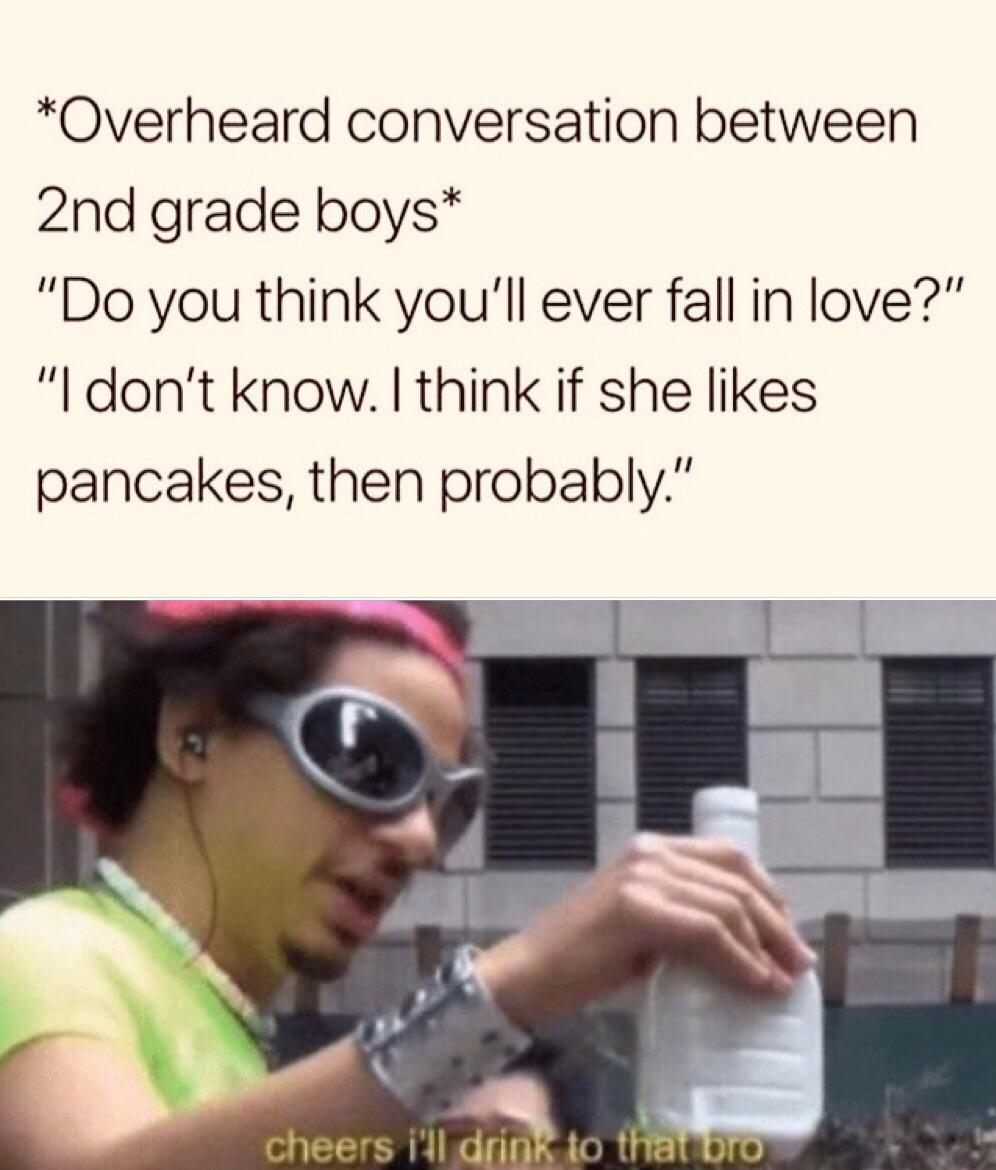 *Overheard conversation between
2nd grade boys*
"Do you think you'll ever fall in love?"
"I don't know. I think if she likes
pancakes, then probably."
cheers i'll drink to that bro